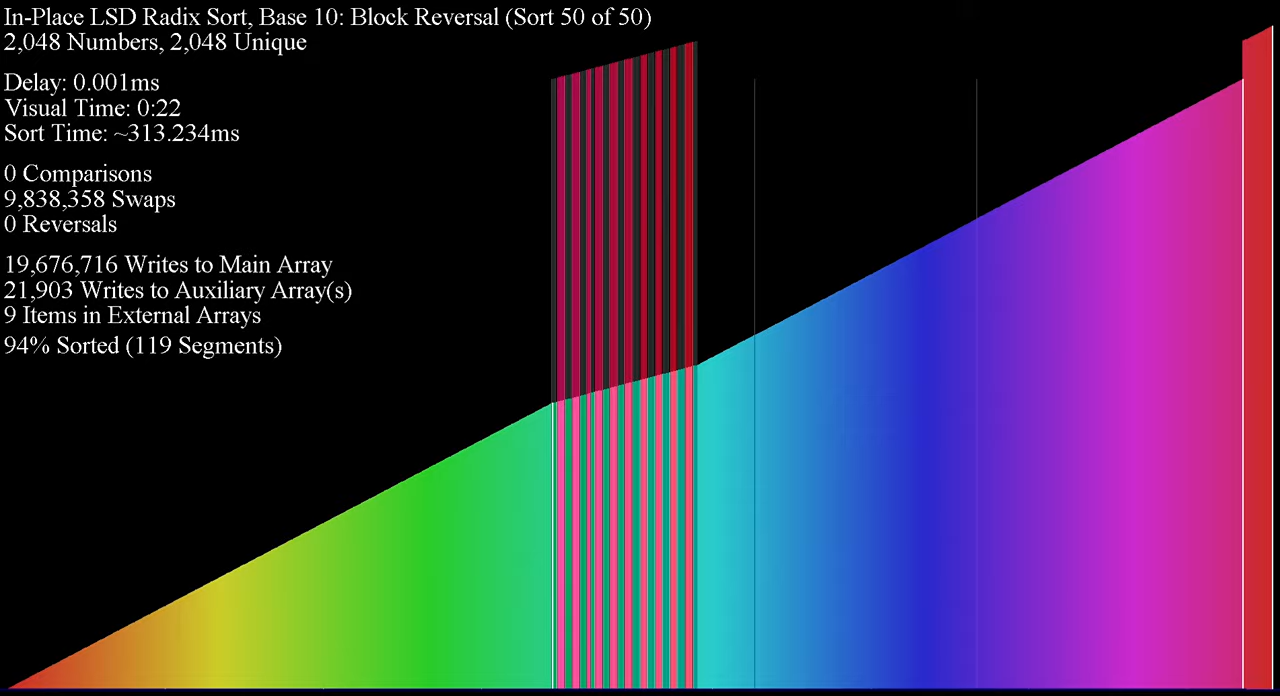 In-Place LSD Radix Sort, Base 10: Block Reversal (Sort 50 of 50)
2,048 Numbers, 2,048 Unique
Delay: 0.001ms
Visual Time: 0:22
Sort Time: ~313.234ms
0 Comparisons
9,838,358 Swaps
0 Reversals
19,676,716 Writes to Main Array
21,903 Writes to Auxiliary Array(s)
9 Items in External Arrays
94% Sorted (119 Segments)